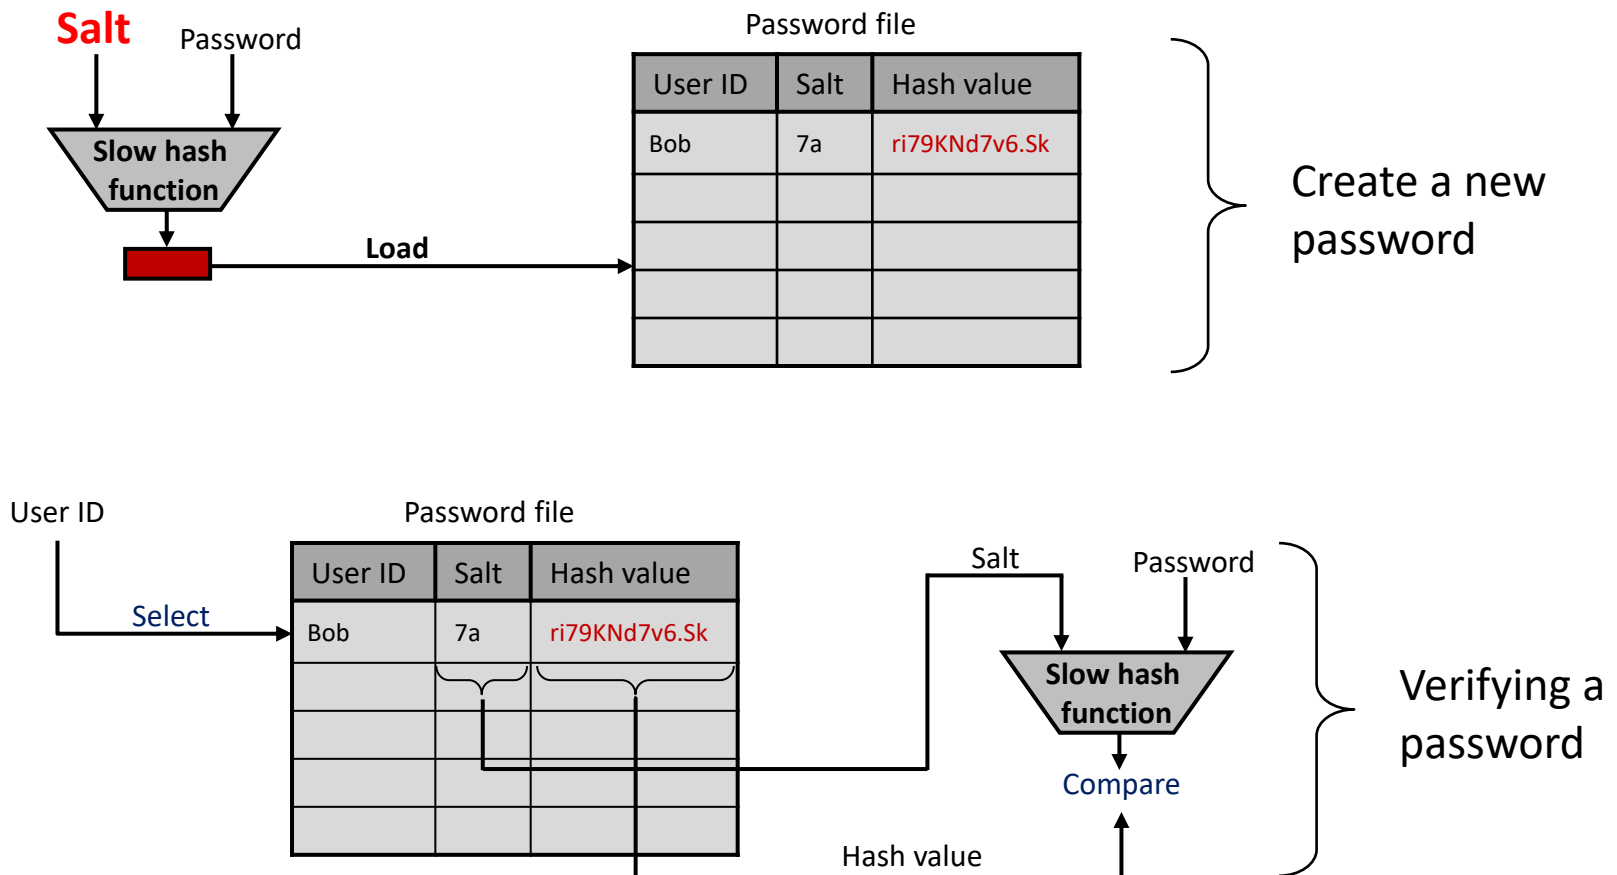 Salt
Password
Slow hash
function
Load
Password file
User ID Salt Hash value
Bob 7a ri79KNd7v6.Sk
Create a new
password
User ID
Select
Password file
User ID Salt Hash value
Bob 7a ri79KNd7v6.Sk
Salt
Password
Slow hash
function
Compare
Hash value
Verifying a
password